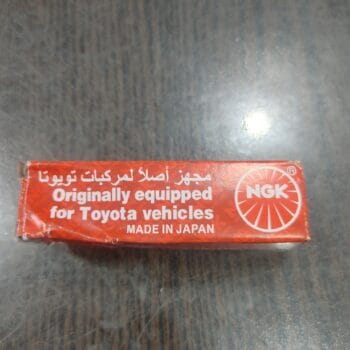 مجهز أصلاً لمركبات تويوتا
Originally equipped
for Toyota vehicles
MADE IN JAPAN
NGK
®